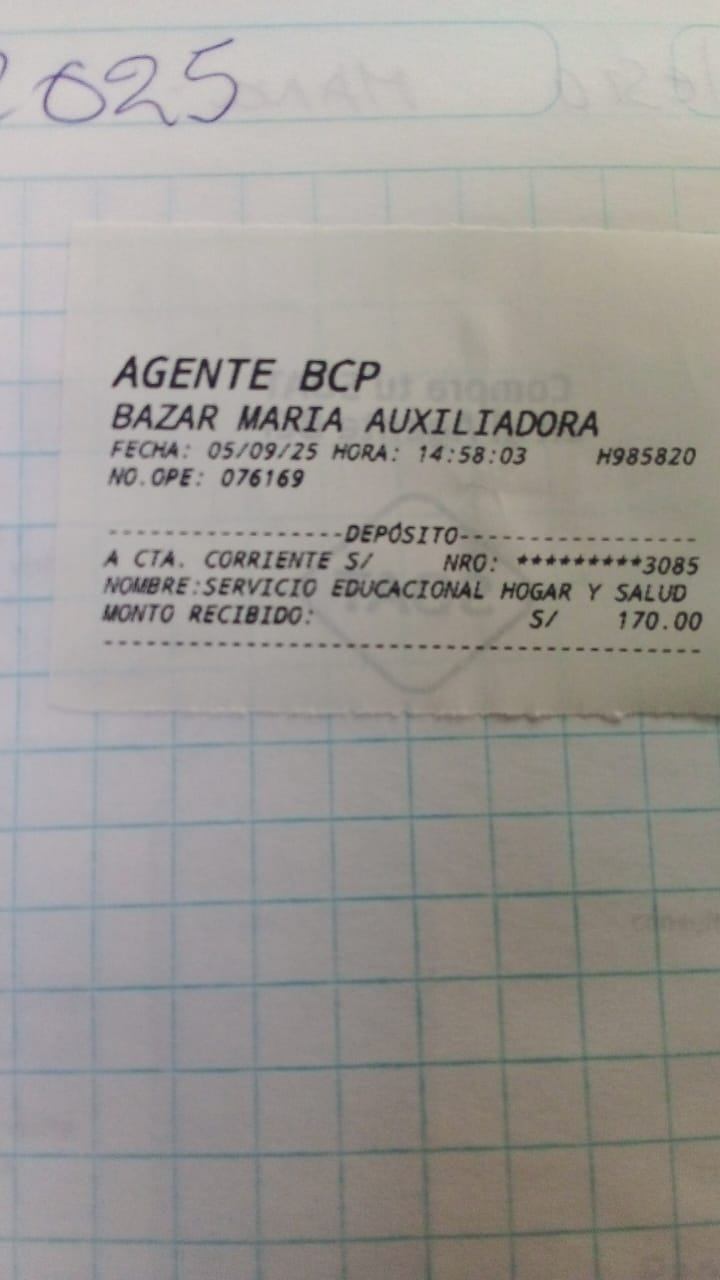 2025
AGENTE BCP
BAZAR MARIA AUXILIADORA
FECHA: 05/09/25 HORA: 14:58:03 H985820
NO.OPE: 076169
-----------------DEPÓSITO-----------------
A CTA. CORRIENTE S/ NRO: *********3085
NOMBRE:SERVICIO EDUCACIONAL HOGAR Y SALUD
MONTO RECIBIDO: S/ 170.00
--------------------------------------------